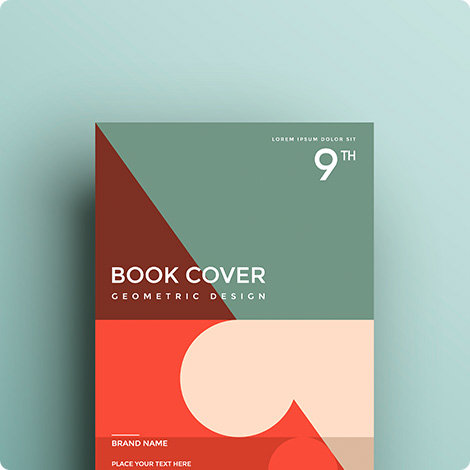 LOREM IPSUM DOLOR SIT
9TH
BOOK COVER
GEOMETRIC DESIGN
BRAND NAME
PLACE YOUR TEXT HERE